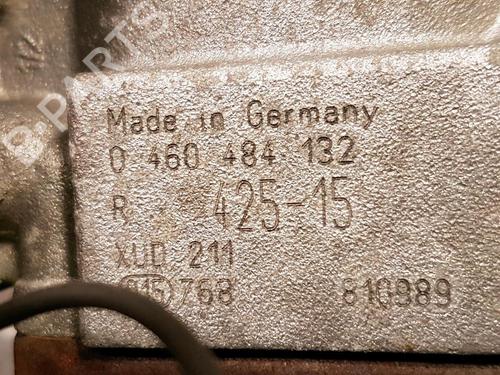 B-PARTS
Made in Germany
0 460 484 132
R 425-15
XUD 211
768 810989